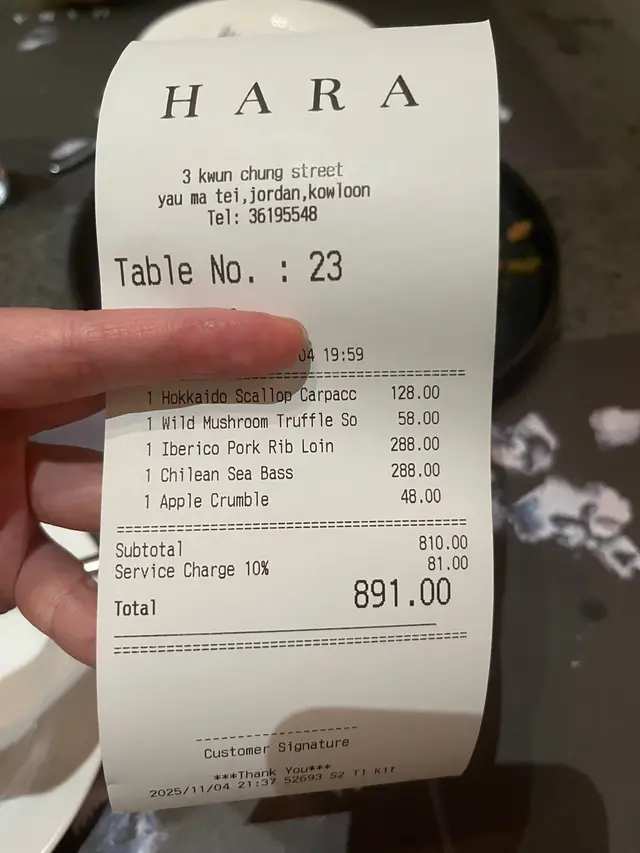 H A R A
3 kwun chung street
yau ma tei,jordan,kowloon
Tel: 36195548
Table No. : 23
04 19:59
1 Hokkaido Scallop Carpacc 128.00
1 Wild Mushroom Truffle So 58.00
1 Iberico Pork Rib Loin 288.00
1 Chilean Sea Bass 288.00
1 Apple Crumble 48.00
Subtotal 810.00
Service Charge 10% 81.00
Total 891.00
Customer Signature
***Thank You***
2025/11/04 21:37 52693 S2 T1